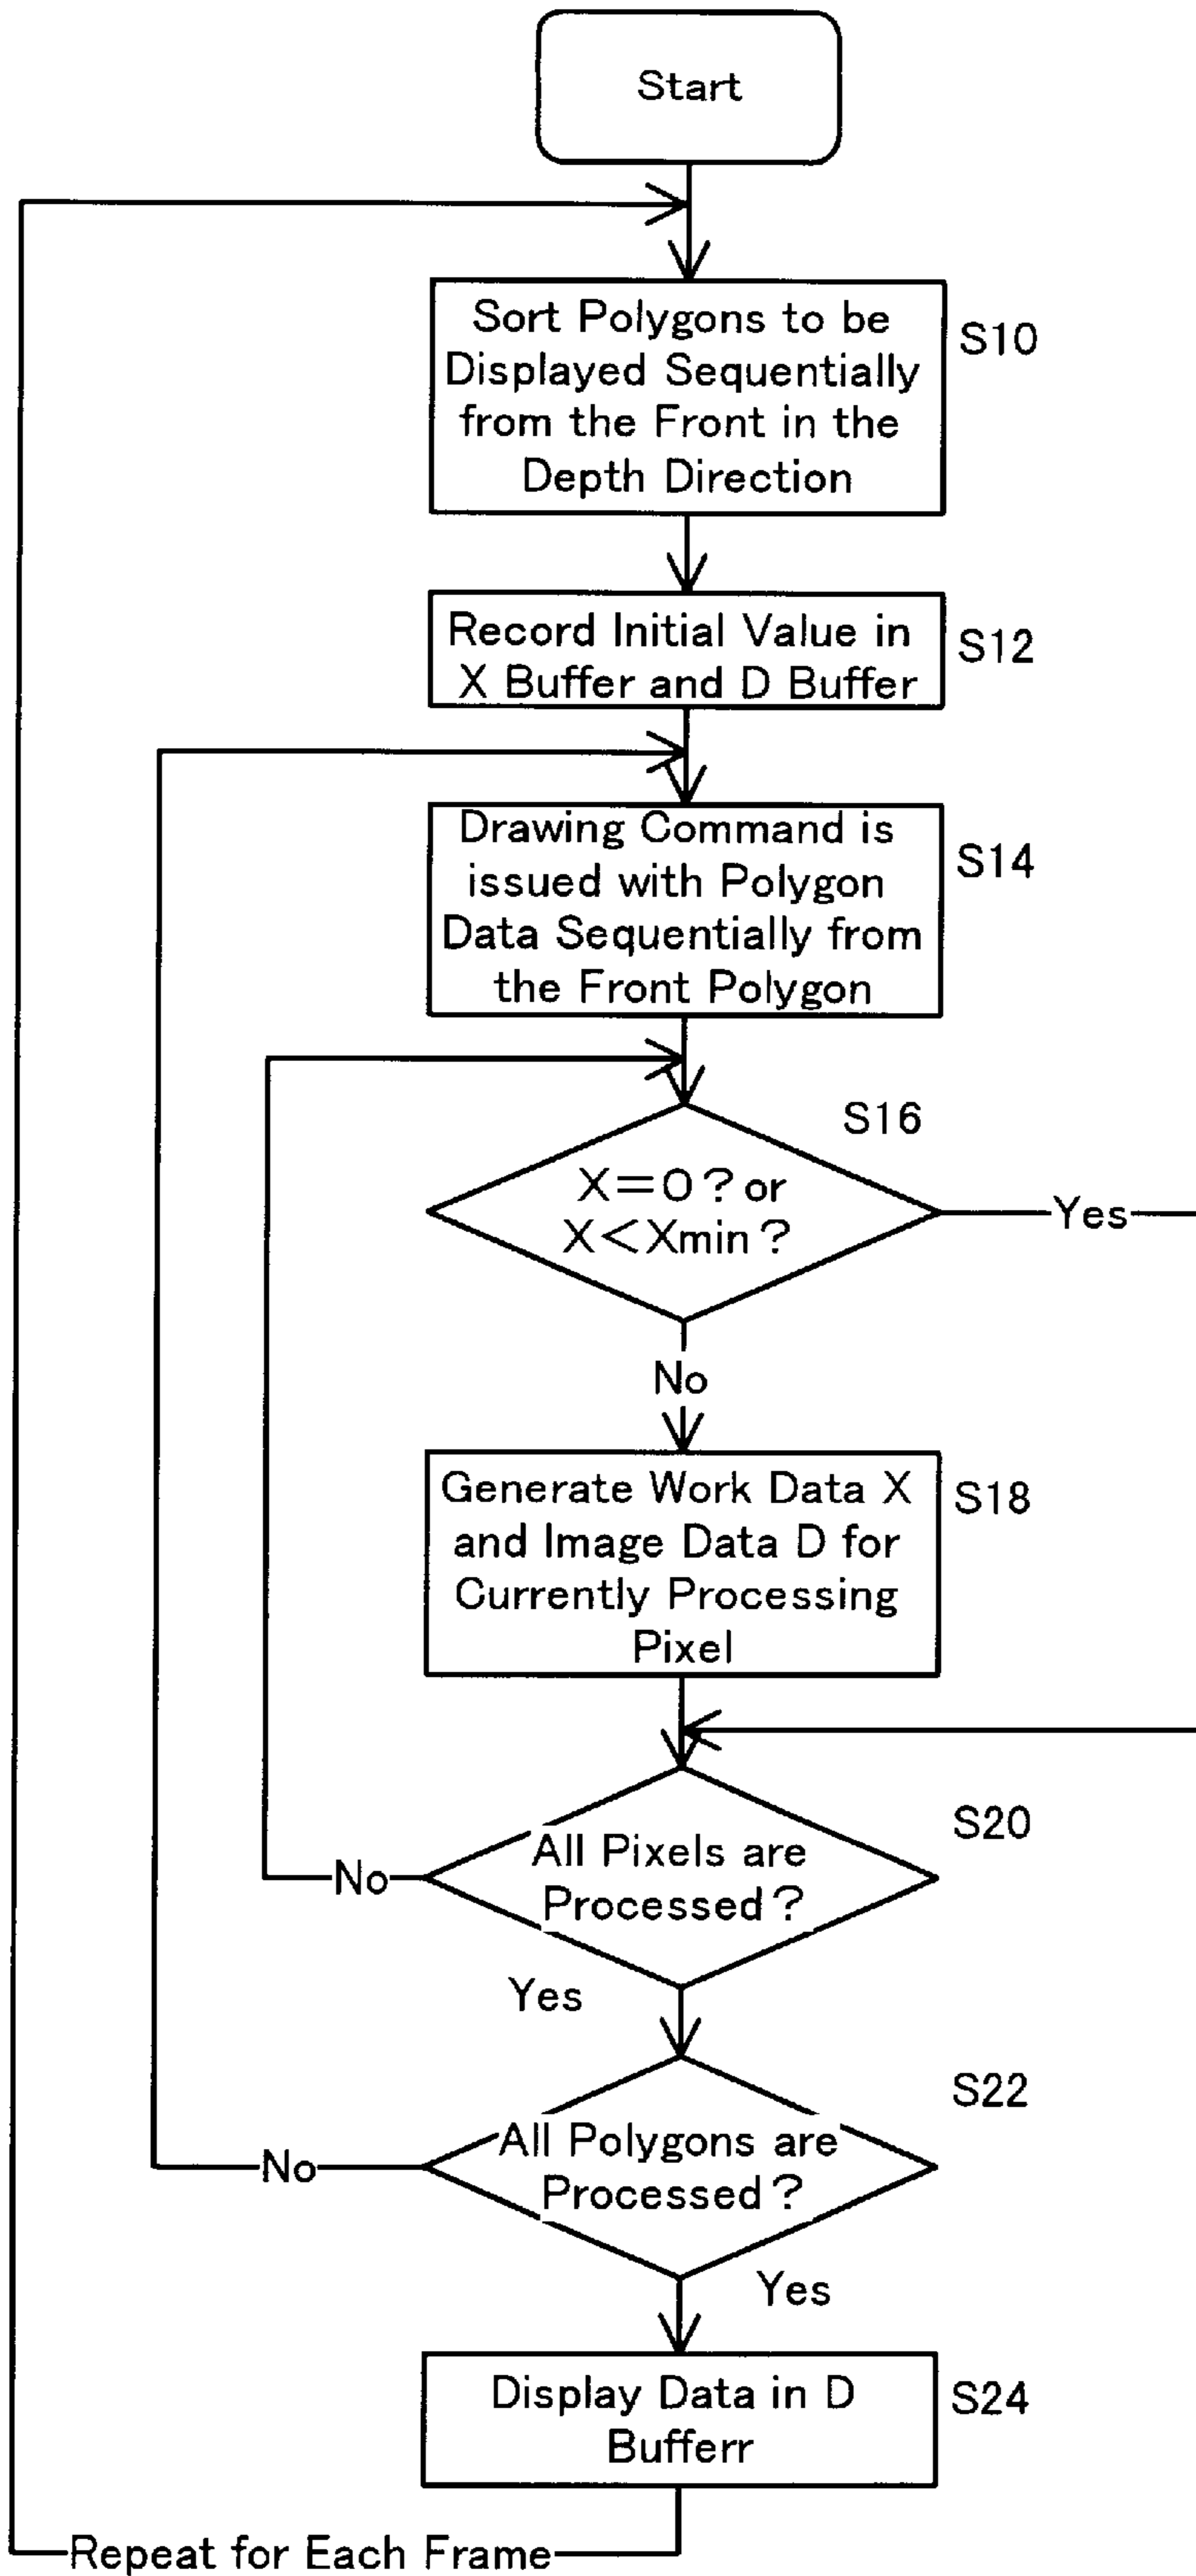 Start
Sort Polygons to be
Displayed Sequentially
from the Front in the
Depth Direction
S10
Record Initial Value in
X Buffer and D Buffer
S12
Drawing Command is
issued with Polygon
Data Sequentially from
the Front Polygon
S14
S16
X=0? or
X<Xmin?
Yes
No
Generate Work Data X
and Image Data D for
Currently Processing
Pixel
S18
S20
All Pixels are
Processed?
No
Yes
S22
All Polygons are
Processed?
No
Yes
Display Data in D
Bufferr
S24
Repeat for Each Frame